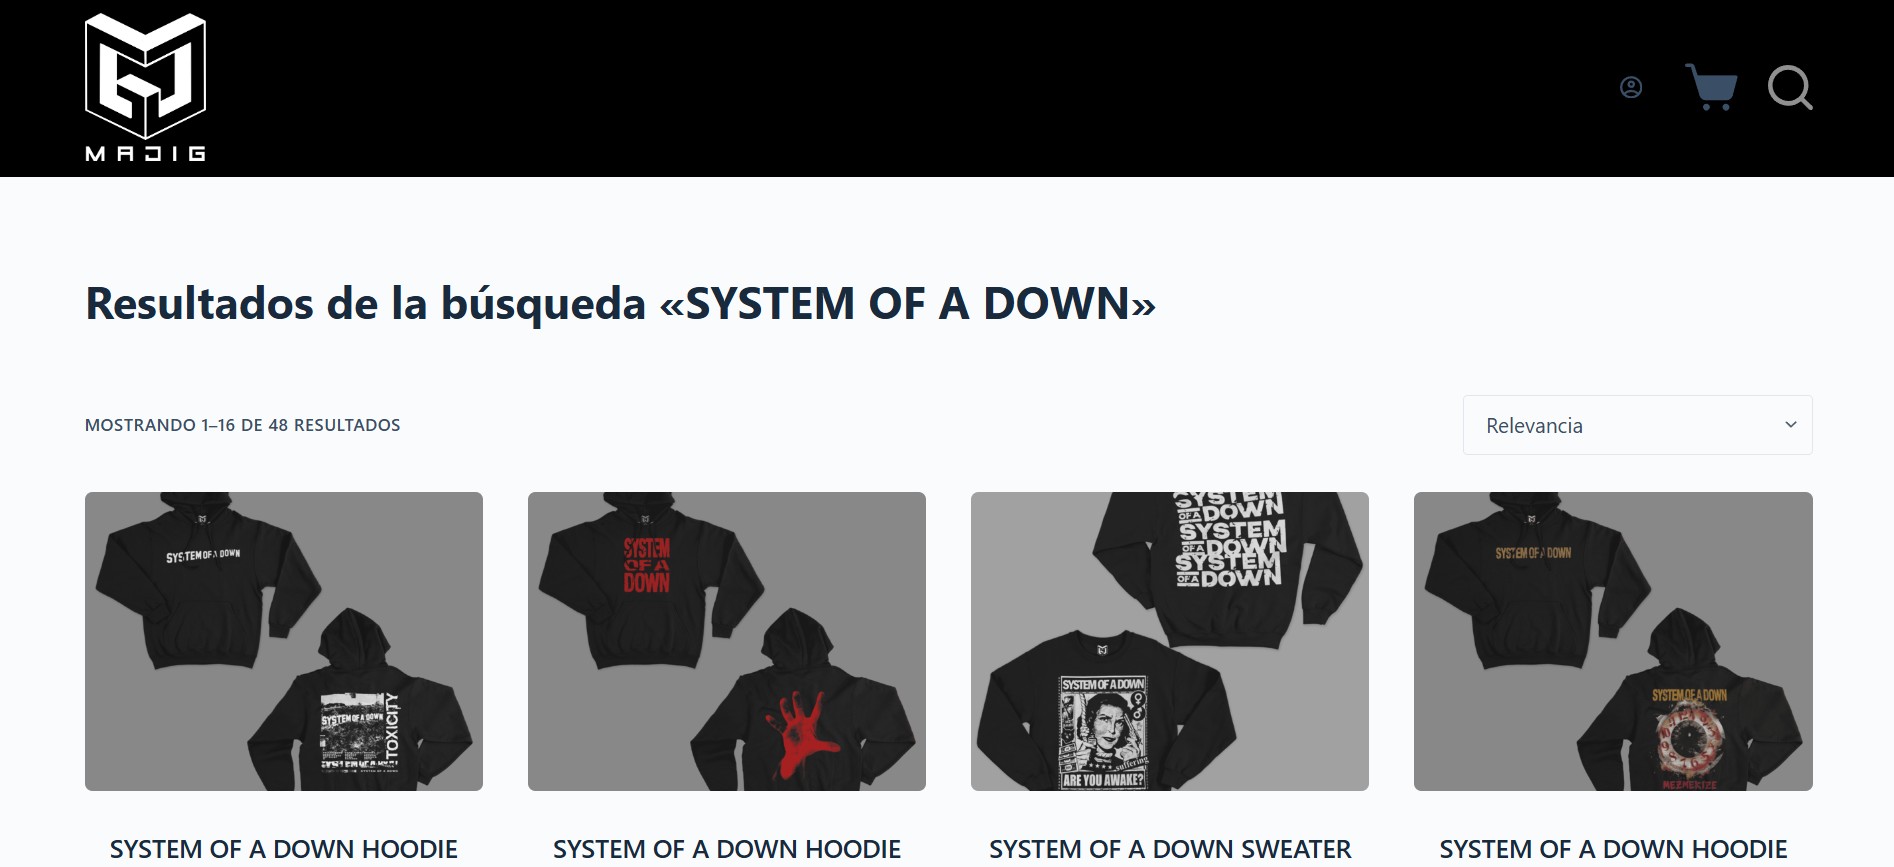 MAJIG
Resultados de la búsqueda «SYSTEM OF A DOWN»
MOSTRANDO 1–16 DE 48 RESULTADOS
Relevancia
SYSTEM OF A DOWN
SYSTEM OF A DOWN
TOXICITY
SYSTEM
OF A
DOWN
SYSTEM
OF A DOWN
SYSTEM
OF A DOWN
SYSTEM
OF A DOWN
SYSTEM OF A DOWN
suffering
ARE YOU AWAKE?
SYSTEM OF A DOWN
SYSTEM OF A DOWN
MEZMERIZE
SYSTEM OF A DOWN HOODIE
SYSTEM OF A DOWN HOODIE
SYSTEM OF A DOWN SWEATER
SYSTEM OF A DOWN HOODIE